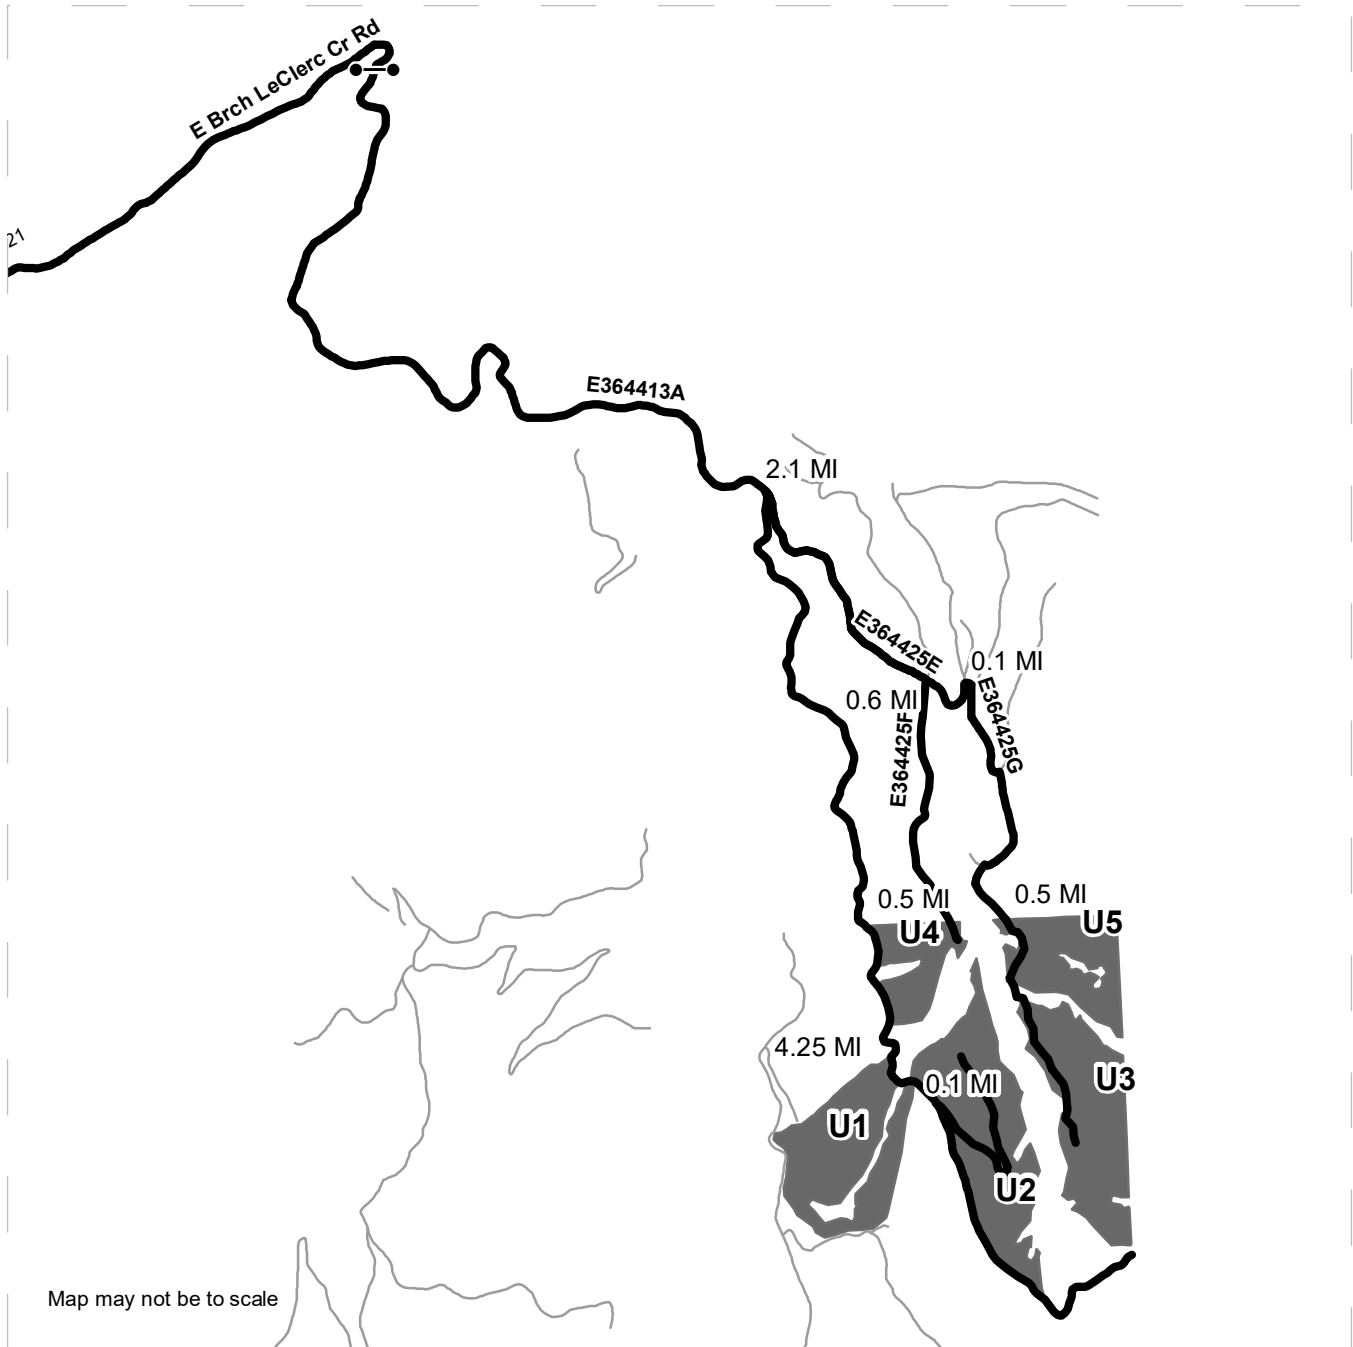 E Brch LeClerc Cr Rd
21
E364413A
2.1 MI
E364425E
0.1 MI
0.6 MI
E364425G
E364425F
0.5 MI
0.5 MI
U4
U5
4.25 MI
0.1 MI
U3
U1
U2
Map may not be to scale